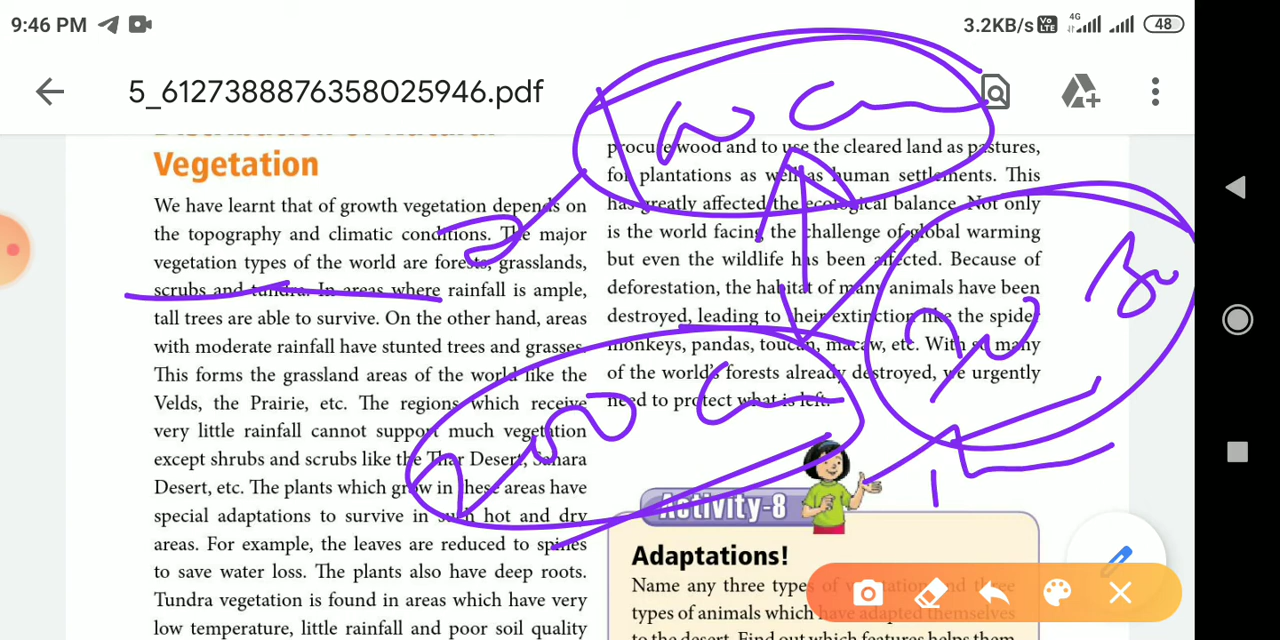 9:46 PM
3.2KB/s Vo LTE 4G 48
5_6127388876358025946.pdf
Vegetation
We have learnt that of growth vegetation depends on
the topography and climatic conditions. The major
vegetation types of the world are forests, grasslands,
scrubs and tundra. In areas where rainfall is ample,
tall trees are able to survive. On the other hand, areas
with moderate rainfall have stunted trees and grasses.
This forms the grassland areas of the world like the
Velds, the Prairie, etc. The regions which receive
very little rainfall cannot support much vegetation
except shrubs and scrubs like the Thar Desert, Sahara
Desert, etc. The plants which grow in these areas have
special adaptations to survive in such hot and dry
areas. For example, the leaves are reduced to spines
to save water loss. The plants also have deep roots.
Tundra vegetation is found in areas which have very
low temperature, little rainfall and poor soil quality
procure wood and to use the cleared land as pastures,
for plantations as well as human settlements. This
has greatly affected the ecological balance. Not only
is the world facing the challenge of global warming
but even the wildlife has been affected. Because of
deforestation, the habitat of many animals have been
destroyed, leading to their extinction like the spider
monkeys, pandas, toucan, macaw, etc. With so many
of the world's forests already destroyed, we urgently
need to protect what is left.
Activity-8
Adaptations!
Name any three types of vegetation and three
types of animals which have adapted themselves
to the desert. Find out which features helps them